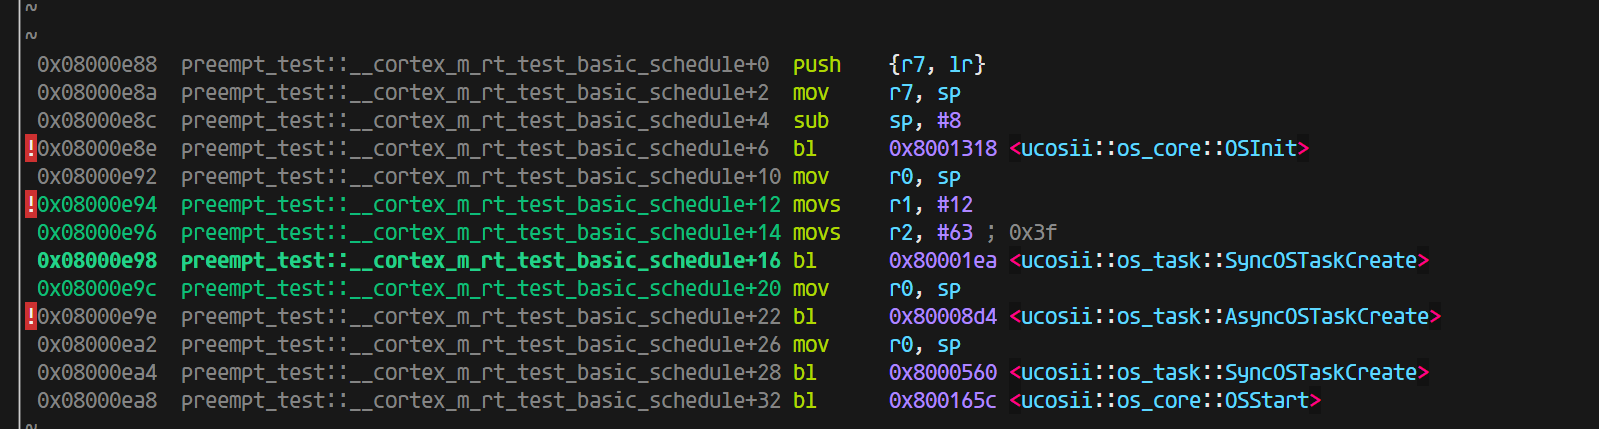 ~
~
0x08000e88 preempt_test::__cortex_m_rt_test_basic_schedule+0 push {r7, lr}
0x08000e8a preempt_test::__cortex_m_rt_test_basic_schedule+2 mov r7, sp
0x08000e8c preempt_test::__cortex_m_rt_test_basic_schedule+4 sub sp, #8
!0x08000e8e preempt_test::__cortex_m_rt_test_basic_schedule+6 bl 0x8001318 <ucosii::os_core::OSInit>
0x08000e92 preempt_test::__cortex_m_rt_test_basic_schedule+10 mov r0, sp
!0x08000e94 preempt_test::__cortex_m_rt_test_basic_schedule+12 movs r1, #12
0x08000e96 preempt_test::__cortex_m_rt_test_basic_schedule+14 movs r2, #63 ; 0x3f
0x08000e98 preempt_test::__cortex_m_rt_test_basic_schedule+16 bl 0x80001ea <ucosii::os_task::SyncOSTaskCreate>
0x08000e9c preempt_test::__cortex_m_rt_test_basic_schedule+20 mov r0, sp
!0x08000e9e preempt_test::__cortex_m_rt_test_basic_schedule+22 bl 0x80008d4 <ucosii::os_task::AsyncOSTaskCreate>
0x08000ea2 preempt_test::__cortex_m_rt_test_basic_schedule+26 mov r0, sp
0x08000ea4 preempt_test::__cortex_m_rt_test_basic_schedule+28 bl 0x8000560 <ucosii::os_task::SyncOSTaskCreate>
0x08000ea8 preempt_test::__cortex_m_rt_test_basic_schedule+32 bl 0x800165c <ucosii::os_core::OSStart>
~